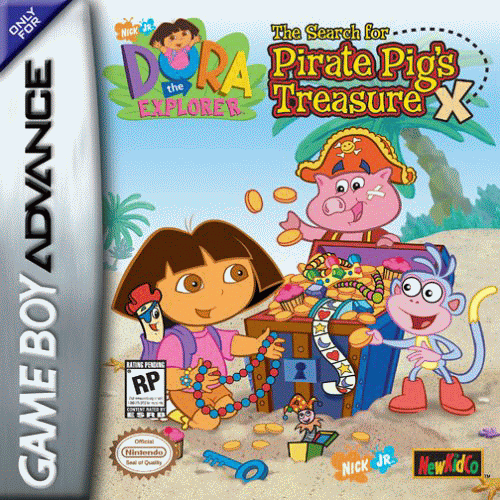 ONLY
FOR
GAME BOY ADVANCE
NICK JR.
DORA
the
EXPLORER
The Search for
Pirate Pig's
Treasure
X
RATING PENDING
RP
CONTENT RATED BY
ESRB
Official
Nintendo
Seal of Quality
NICK JR.
NewKidCo
TM